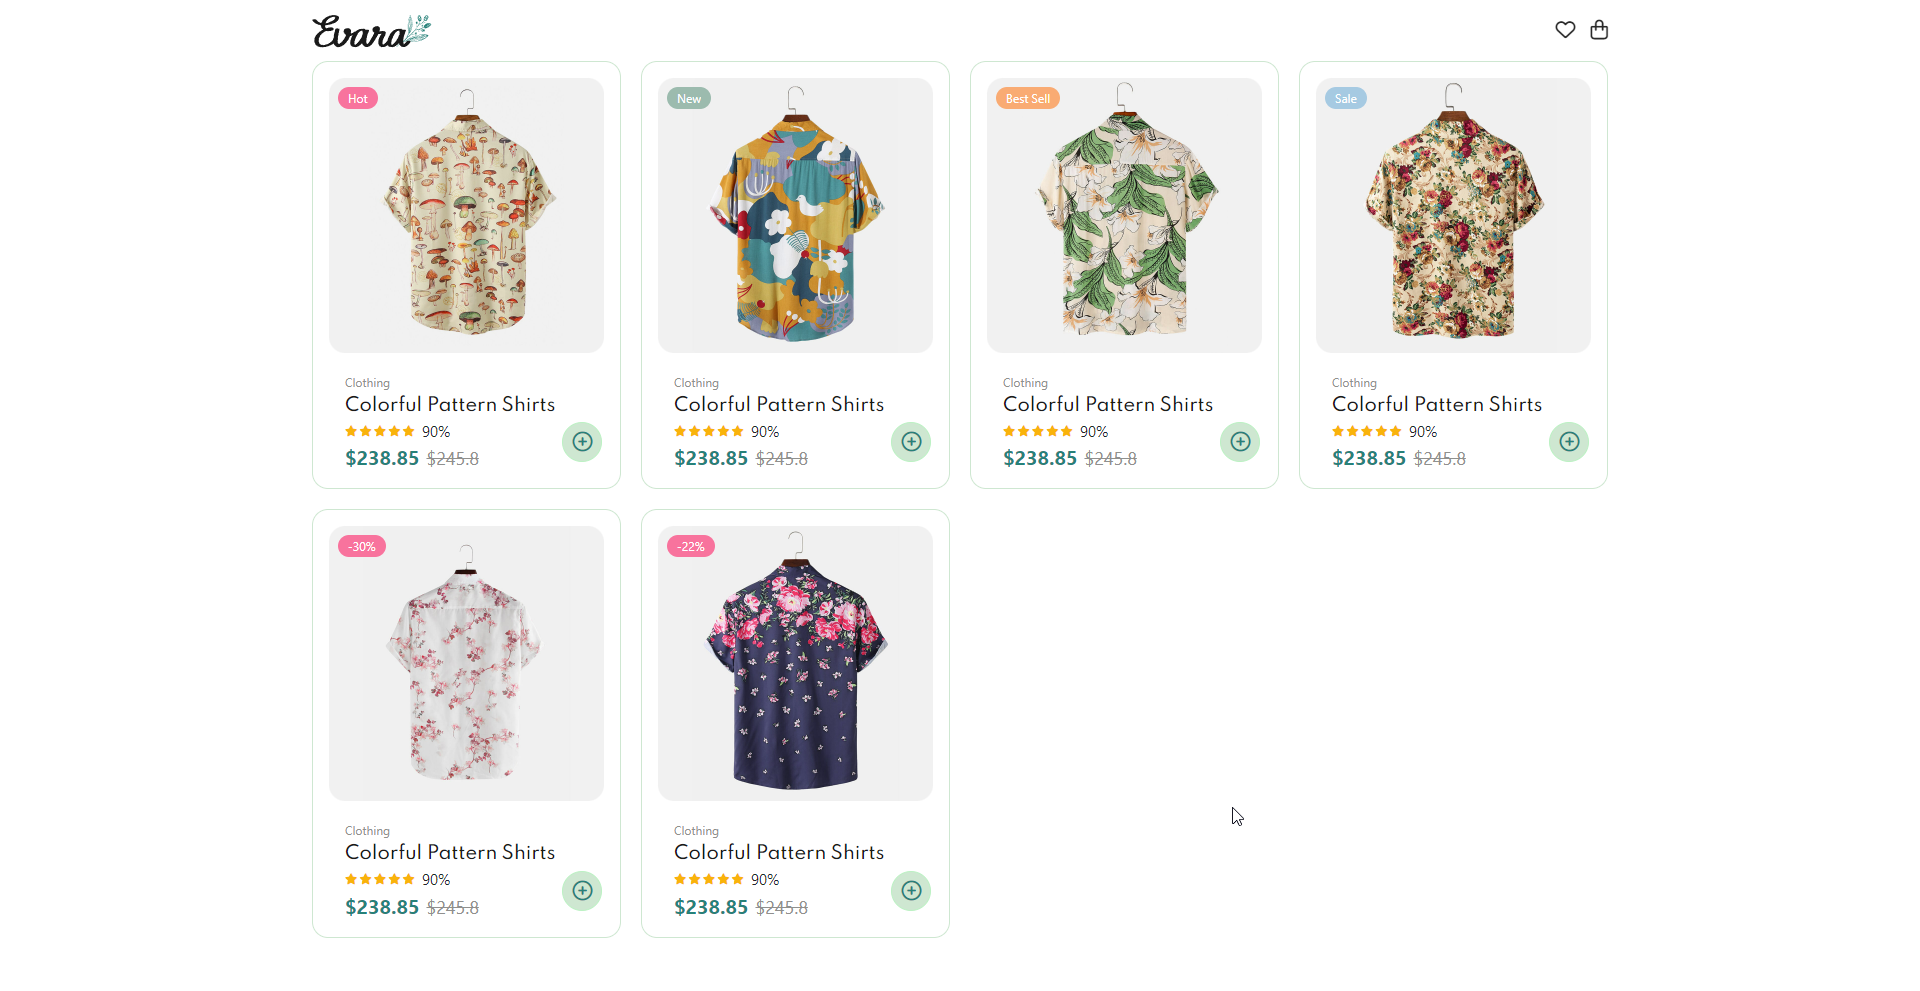 Evara
Hot
Clothing
Colorful Pattern Shirts
90%
$238.85 $245.8
New
Clothing
Colorful Pattern Shirts
90%
$238.85 $245.8
Best Sell
Clothing
Colorful Pattern Shirts
90%
$238.85 $245.8
Sale
Clothing
Colorful Pattern Shirts
90%
$238.85 $245.8
-30%
Clothing
Colorful Pattern Shirts
90%
$238.85 $245.8
-22%
Clothing
Colorful Pattern Shirts
90%
$238.85 $245.8